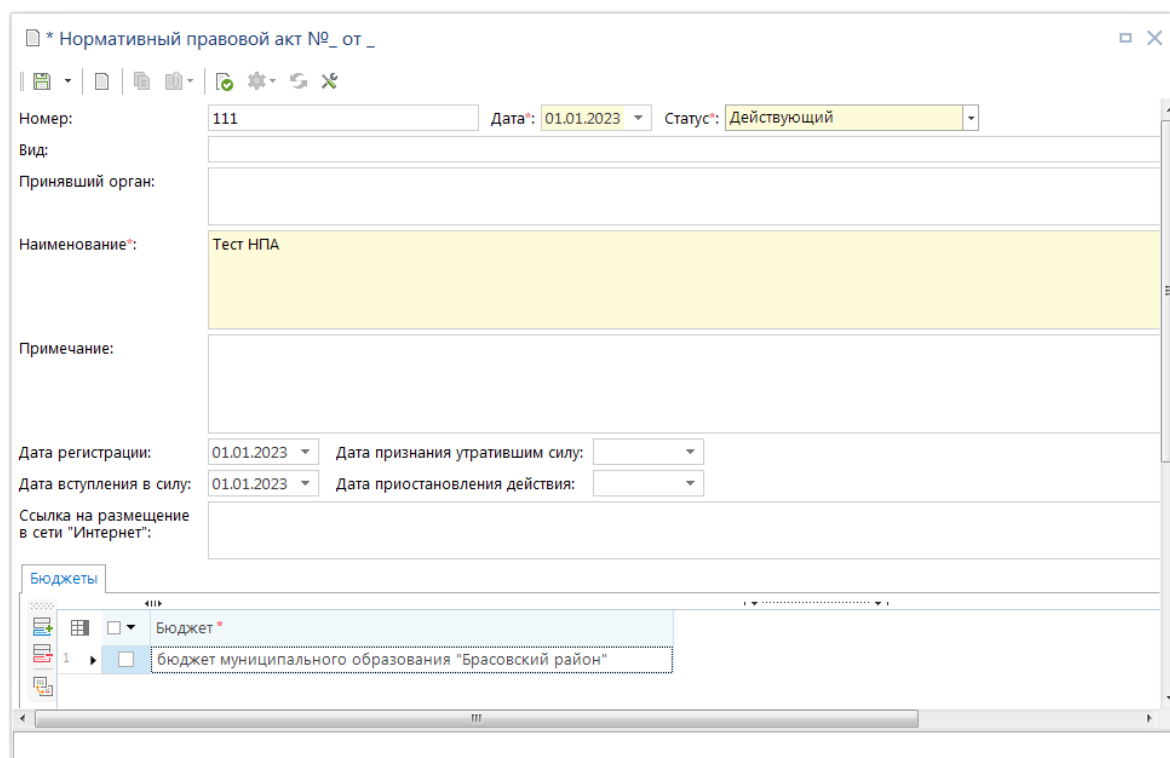 * Нормативный правовой акт №_ от _
Номер: 111 Дата*: 01.01.2023 Статус*: Действующий
Вид:
Принявший орган:
Наименование*: Тест НПА
Примечание:
Дата регистрации: 01.01.2023 Дата признания утратившим силу:
Дата вступления в силу: 01.01.2023 Дата приостановления действия:
Ссылка на размещение
в сети "Интернет":
Бюджеты
Бюджет *
1 бюджет муниципального образования "Брасовский район"